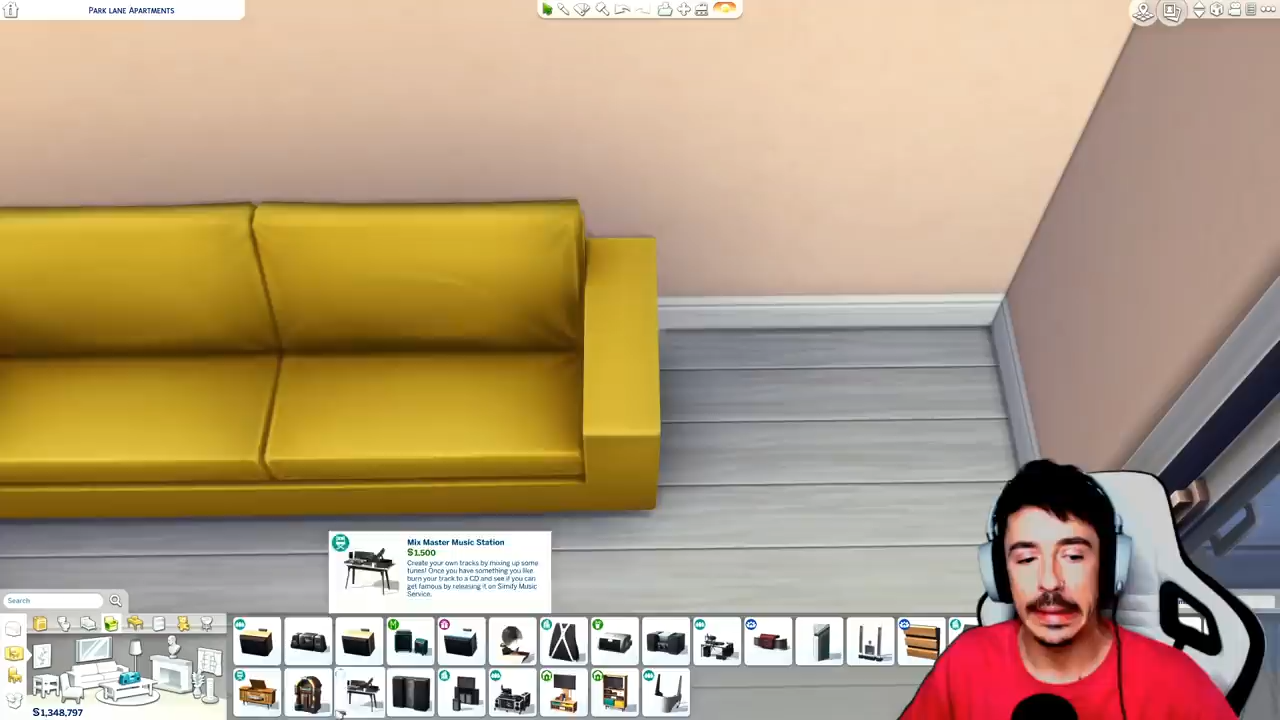 PARK LANE APARTMENTS
Mix Master Music Station
$1,500
Create your own tracks by mixing up some
tunes! Once you have something you like
burn your track to a CD and see if you can
get famous by releasing it on Simify Music
Service.
Search
$1,348,797